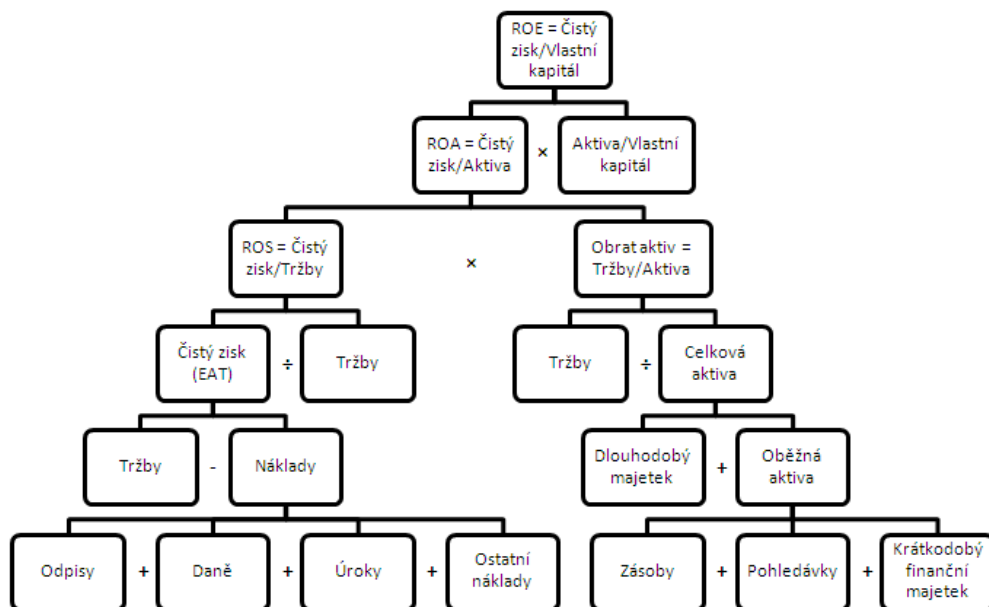 ROE = Čistý
zisk/Vlastní
kapitál
ROA = Čistý
zisk/Aktiva
×
Aktiva/Vlastní
kapitál
ROS = Čistý
zisk/Tržby
×
Obrat aktiv =
Tržby/Aktiva
Čistý zisk
(EAT)
÷
Tržby
Tržby
÷
Celková
aktiva
Tržby
-
Náklady
Dlouhodobý
majetek
+
Oběžná
aktiva
Odpisy
+
Daně
+
Úroky
+
Ostatní
náklady
Zásoby
+
Pohledávky
+
Krátkodobý
finanční
majetek